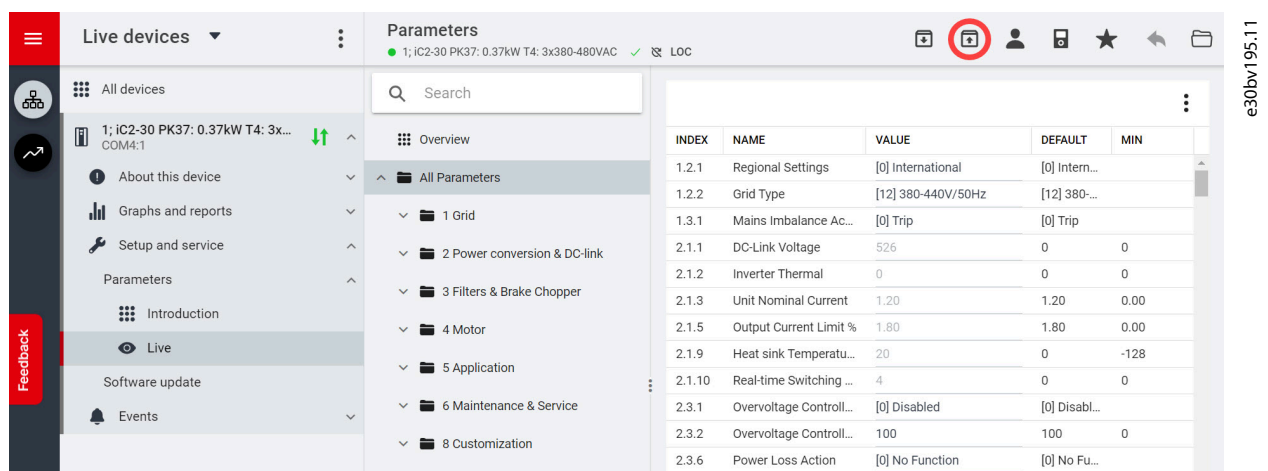 Live devices
Parameters
1; iC2-30 PK37: 0.37kW T4: 3x380-480VAC LOC
All devices
1; iC2-30 PK37: 0.37kW T4: 3x...
COM4:1
About this device
Graphs and reports
Setup and service
Parameters
Introduction
Live
Software update
Events
Feedback
Search
Overview
All Parameters
1 Grid
2 Power conversion & DC-link
3 Filters & Brake Chopper
4 Motor
5 Application
6 Maintenance & Service
8 Customization
INDEX NAME VALUE DEFAULT MIN
1.2.1 Regional Settings [0] International [0] Intern...
1.2.2 Grid Type [12] 380-440V/50Hz [12] 380-...
1.3.1 Mains Imbalance Ac... [0] Trip [0] Trip
2.1.1 DC-Link Voltage 526 0 0
2.1.2 Inverter Thermal 0 0 0
2.1.3 Unit Nominal Current 1.20 1.20 0.00
2.1.5 Output Current Limit % 1.80 1.80 0.00
2.1.9 Heat sink Temperatu... 20 0 -128
2.1.10 Real-time Switching ... 4 0 0
2.3.1 Overvoltage Controll... [0] Disabled [0] Disabl...
2.3.2 Overvoltage Controll... 100 100 0
2.3.6 Power Loss Action [0] No Function [0] No Fu...
e30bv195.11